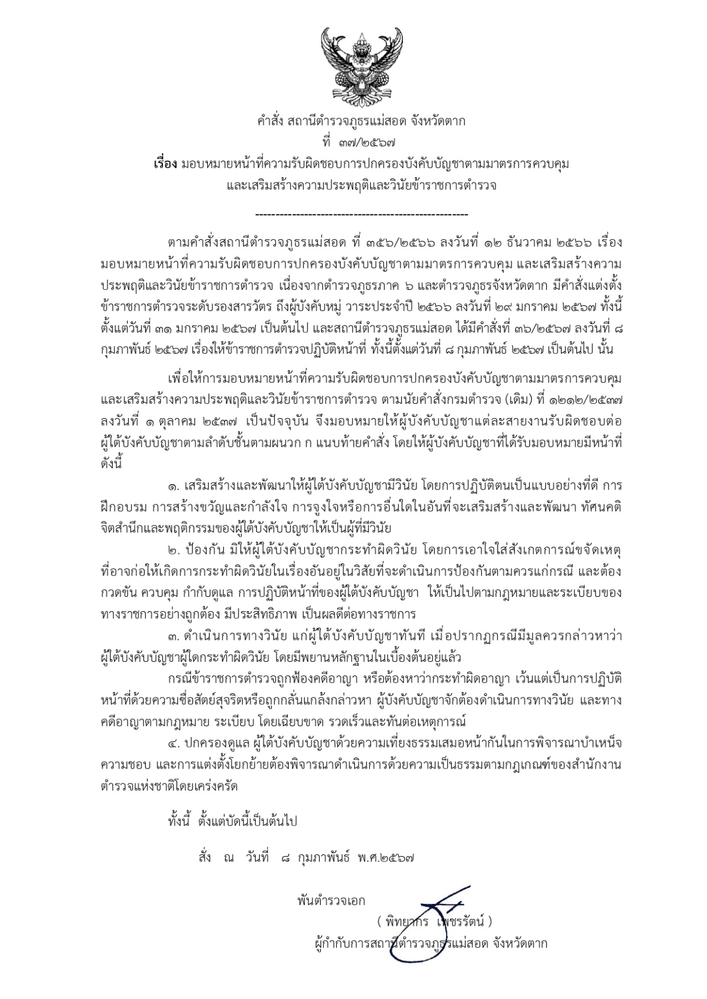 คำสั่ง สถานีตำรวจภูธรแม่สอด จังหวัดตาก
ที่ ๓๗/๒๕๖๗
เรื่อง มอบหมายหน้าที่ความรับผิดชอบการปกครองบังคับบัญชาตามมาตรการควบคุม
และเสริมสร้างความประพฤติและวินัยข้าราชการตำรวจ
----------------------------------------------------
ตามคำสั่งสถานีตำรวจภูธรแม่สอด ที่ ๓๕๖/๒๕๖๖ ลงวันที่ ๑๒ ธันวาคม ๒๕๖๖ เรื่อง
มอบหมายหน้าที่ความรับผิดชอบการปกครองบังคับบัญชาตามมาตรการควบคุม และเสริมสร้างความ
ประพฤติและวินัยข้าราชการตำรวจ เนื่องจากตำรวจภูธรภาค ๖ และตำรวจภูธรจังหวัดตาก มีคำสั่งแต่งตั้ง
ข้าราชการตำรวจระดับรองสารวัตร ถึงผู้บังคับหมู่ วาระประจำปี ๒๕๖๖ ลงวันที่ ๒๙ มกราคม ๒๕๖๗ ทั้งนี้
ตั้งแต่วันที่ ๓๑ มกราคม ๒๕๖๗ เป็นต้นไป และสถานีตำรวจภูธรแม่สอด ได้มีคำสั่งที่ ๓๖/๒๕๖๗ ลงวันที่ ๘
กุมภาพันธ์ ๒๕๖๗ เรื่องให้ข้าราชการตำรวจปฏิบัติหน้าที่ ทั้งนี้ตั้งแต่วันที่ ๘ กุมภาพันธ์ ๒๕๖๗ เป็นต้นไป นั้น
เพื่อให้การมอบหมายหน้าที่ความรับผิดชอบการปกครองบังคับบัญชาตามมาตรการควบคุม
และเสริมสร้างความประพฤติและวินัยข้าราชการตำรวจ ตามนัยคำสั่งกรมตำรวจ (เดิม) ที่ ๑๒๑๒/๒๕๓๗
ลงวันที่ ๑ ตุลาคม ๒๕๓๗ เป็นปัจจุบัน จึงมอบหมายให้ผู้บังคับบัญชาแต่ละสายงานรับผิดชอบต่อ
ผู้ใต้บังคับบัญชาตามลำดับชั้นตามผนวก ก แนบท้ายคำสั่ง โดยให้ผู้บังคับบัญชาที่ได้รับมอบหมายมีหน้าที่
ดังนี้
๑. เสริมสร้างและพัฒนาให้ผู้ใต้บังคับบัญชามีวินัย โดยการปฏิบัติตนเป็นแบบอย่างที่ดี การ
ฝึกอบรม การสร้างขวัญและกำลังใจ การจูงใจหรือการอื่นใดในอันที่จะเสริมสร้างและพัฒนา ทัศนคติ
จิตสำนึกและพฤติกรรมของผู้ใต้บังคับบัญชาให้เป็นผู้ที่มีวินัย
๒. ป้องกัน มิให้ผู้ใต้บังคับบัญชากระทำผิดวินัย โดยการเอาใจใส่สังเกตการณ์ขจัดเหตุ
ที่อาจก่อให้เกิดการกระทำผิดวินัยในเรื่องอันอยู่ในวิสัยที่จะดำเนินการป้องกันตามควรแก่กรณี และต้อง
กวดขัน ควบคุม กำกับดูแล การปฏิบัติหน้าที่ของผู้ใต้บังคับบัญชา ให้เป็นไปตามกฎหมายและระเบียบของ
ทางราชการอย่างถูกต้อง มีประสิทธิภาพ เป็นผลดีต่อทางราชการ
๓. ดำเนินการทางวินัย แก่ผู้ใต้บังคับบัญชาทันที เมื่อปรากฏกรณีมีมูลควรกล่าวหาว่า
ผู้ใต้บังคับบัญชาผู้ใดกระทำผิดวินัย โดยมีพยานหลักฐานในเบื้องต้นอยู่แล้ว
กรณีข้าราชการตำรวจถูกฟ้องคดีอาญา หรือต้องหาว่ากระทำผิดอาญา เว้นแต่เป็นการปฏิบัติ
หน้าที่ด้วยความซื่อสัตย์สุจริตหรือถูกกลั่นแกล้งกล่าวหา ผู้บังคับบัญชาจักต้องดำเนินการทางวินัย และทาง
คดีอาญาตามกฎหมาย ระเบียบ โดยเฉียบขาด รวดเร็วและทันต่อเหตุการณ์
๔. ปกครองดูแล ผู้ใต้บังคับบัญชาด้วยความเที่ยงธรรมเสมอหน้ากันในการพิจารณาบำเหน็จ
ความชอบ และการแต่งตั้งโยกย้ายต้องพิจารณาดำเนินการด้วยความเป็นธรรมตามกฎเกณฑ์ของสำนักงาน
ตำรวจแห่งชาติโดยเคร่งครัด
ทั้งนี้ ตั้งแต่บัดนี้เป็นต้นไป
สั่ง ณ วันที่ ๘ กุมภาพันธ์ พ.ศ.๒๕๖๗
พันตำรวจเอก
( พิทยากร เพชรรัตน์ )
ผู้กำกับการสถานีตำรวจภูธรแม่สอด จังหวัดตาก